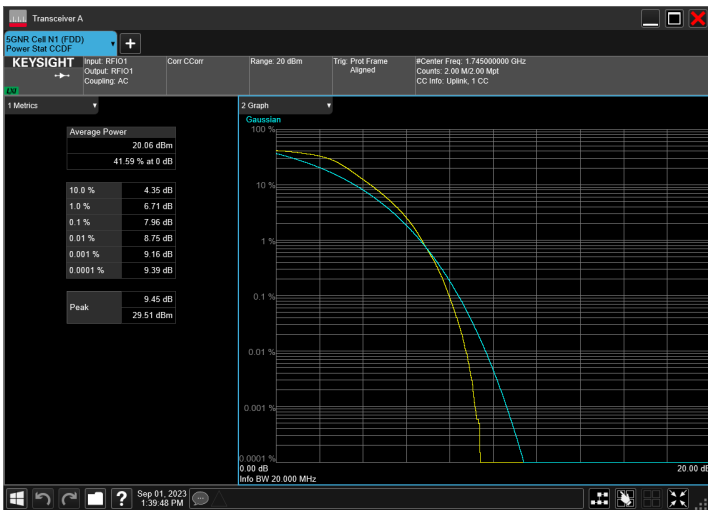 Transceiver A
5GNR Cell N1 (FDD)
Power Stat CCDF
KEYSIGHT
Input: RFIO1
Output: RFIO1
Coupling: AC
Corr CCorr
Range: 20 dBm
Trig: Prot Frame
Aligned
#Center Freq: 1.745000000 GHz
Counts: 2.00 M/2.00 Mpt
CC Info: Uplink, 1 CC
1 Metrics
Average Power
20.06 dBm
41.59 % at 0 dB
10.0 % 4.35 dB
1.0 % 6.71 dB
0.1 % 7.96 dB
0.01 % 8.75 dB
0.001 % 9.16 dB
0.0001 % 9.39 dB
Peak
9.45 dB
29.51 dBm
2 Graph
Gaussian
100 %
10 %
1 %
0.1 %
0.01 %
0.001 %
0.0001 %
0.00 dB
20.00 dB
Info BW 20.000 MHz
Sep 01, 2023
1:39:48 PM